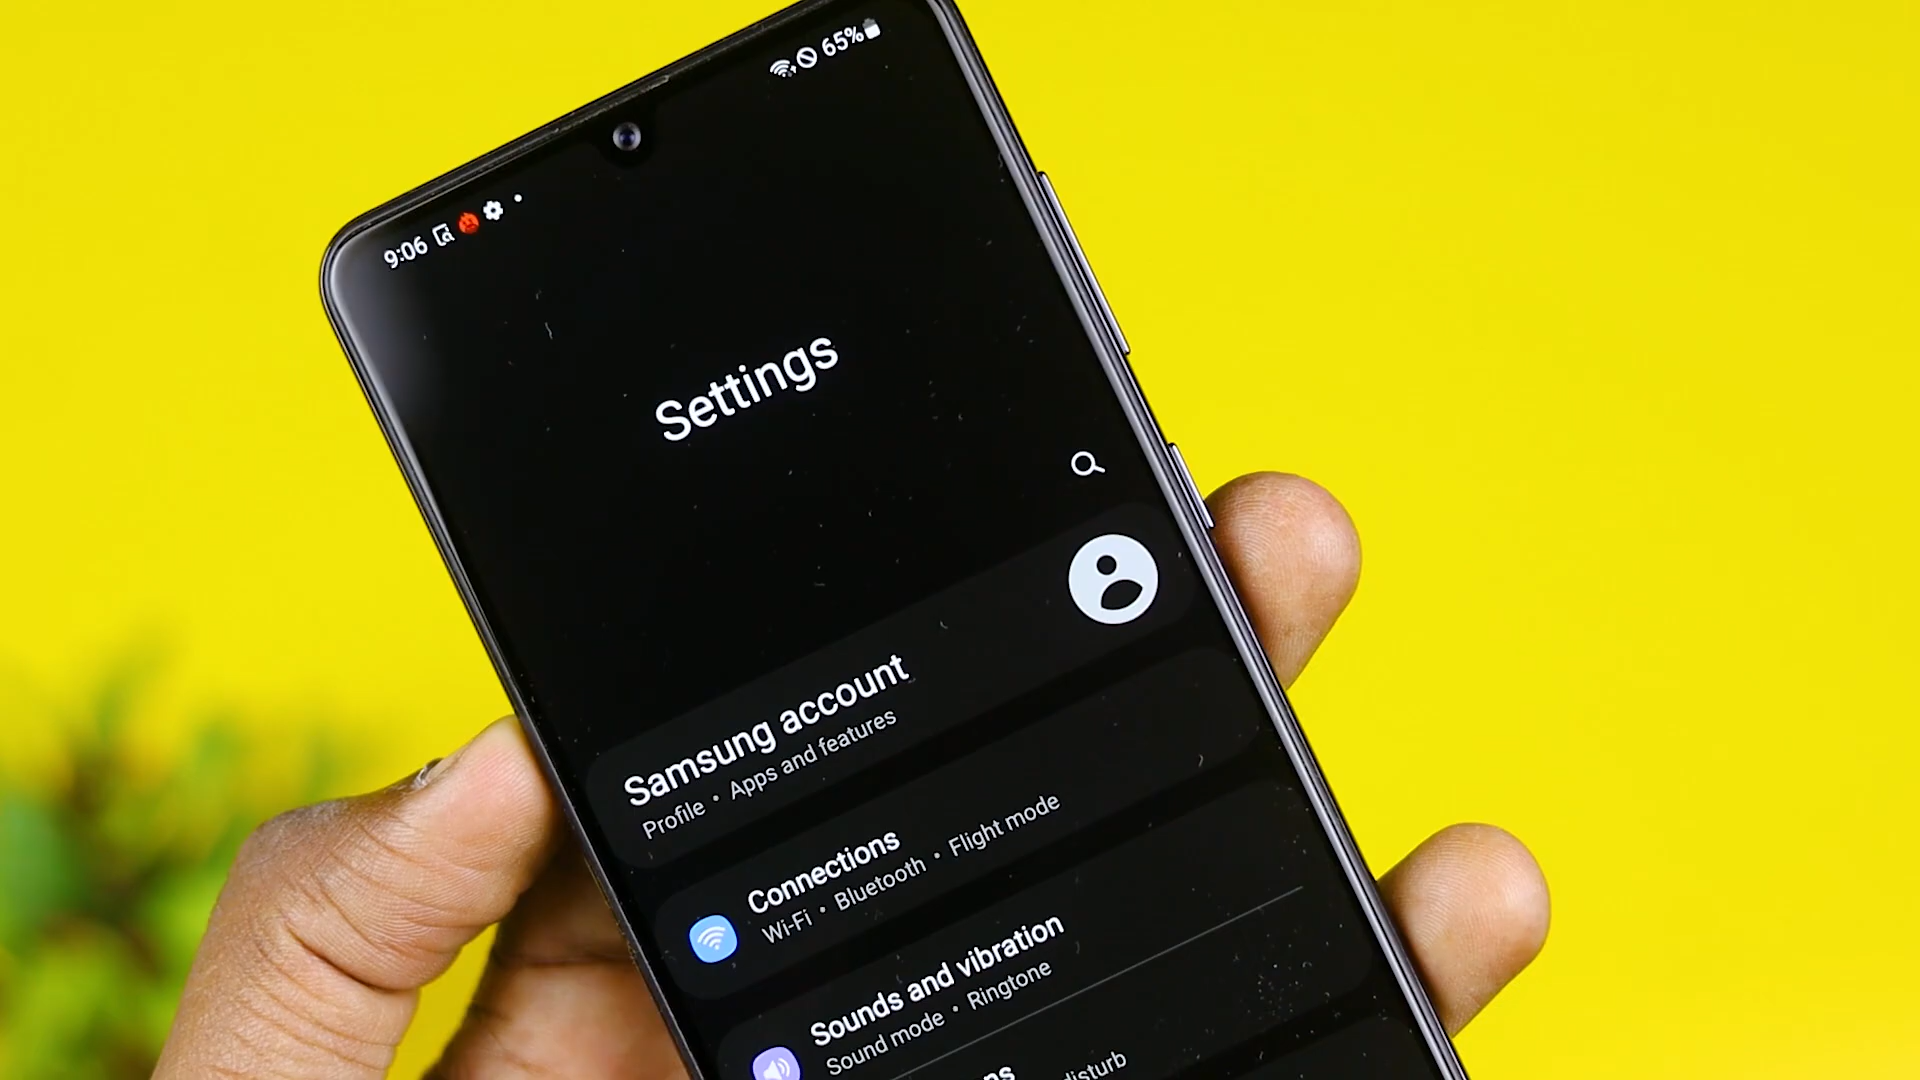 9:06
65%
Settings
Samsung account
Profile • Apps and features
Connections
Wi-Fi • Bluetooth • Flight mode
Sounds and vibration
Sound mode • Ringtone